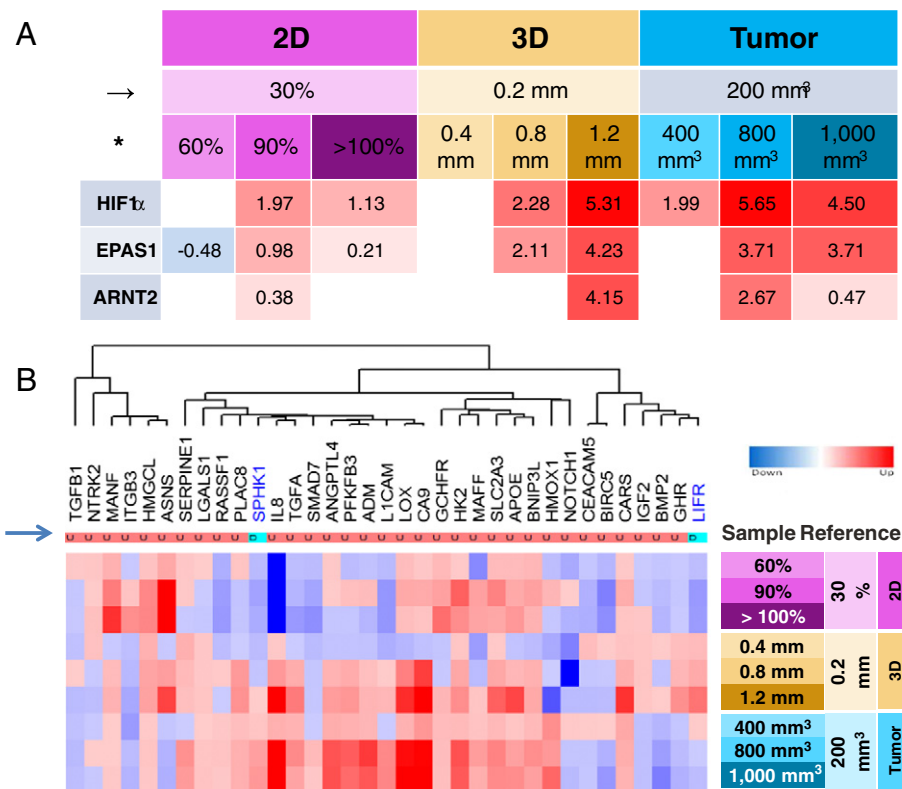 A
2D 3D Tumor
→ 30% 0.2 mm 200 mm3
* 60% 90% >100% 0.4 mm 0.8 mm 1.2 mm 400 mm3 800 mm3 1,000 mm3
HIF1α 1.97 1.13 2.28 5.31 1.99 5.65 4.50
EPAS1 -0.48 0.98 0.21 2.11 4.23 3.71 3.71
ARNT2 0.38 4.15 2.67 0.47
B
TGFB1
NTRK2
MANF
ITGB3
HMGCL
ASNS
SERPINE1
LGALS1
RASSF1
PLAC8
SPHK1
IL8
TGFA
SMAD7
ANGPTL4
PFKFB3
ADM
L1CAM
LOX
CA9
GCHFR
HK2
MAFF
SLC2A3
APOE
BNIP3L
HMOX1
NOTCH1
CEACAM5
BIRC5
CARS
IGF2
BMP2
GHR
LIFR
Down Up
Sample Reference
60%
90%
> 100%
30 %
2D
0.4 mm
0.8 mm
1.2 mm
0.2 mm
3D
400 mm3
800 mm3
1,000 mm3
200 mm3
Tumor